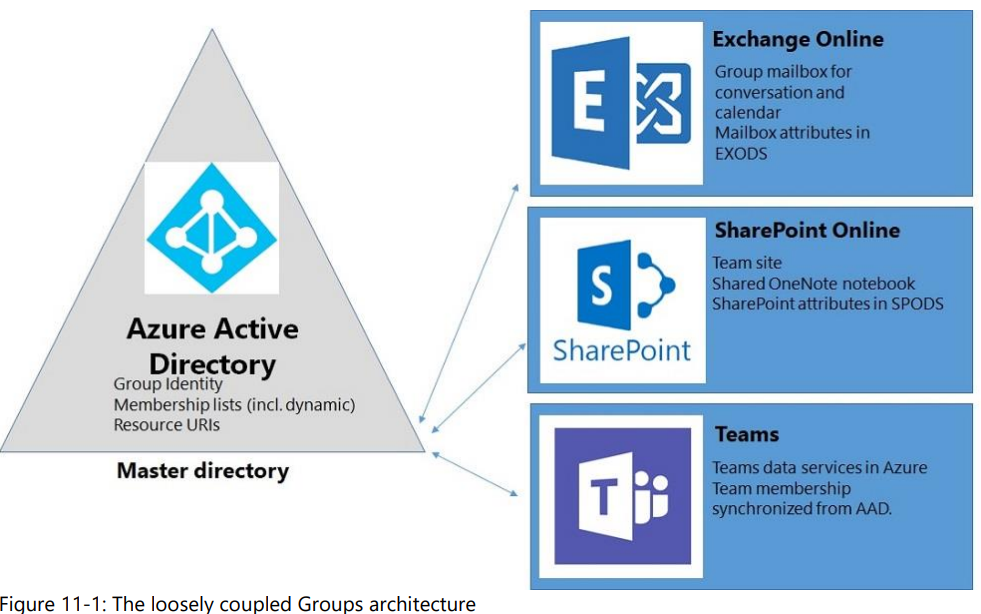 Azure Active
Directory
Group Identity
Membership lists (incl. dynamic)
Resource URIs
Master directory
E
Exchange Online
Group mailbox for
conversation and
calendar
Mailbox attributes in
EXODS
S
SharePoint
SharePoint Online
Team site
Shared OneNote notebook
SharePoint attributes in SPODS
T
Teams
Teams data services in Azure
Team membership
synchronized from AAD.
Figure 11-1: The loosely coupled Groups architecture